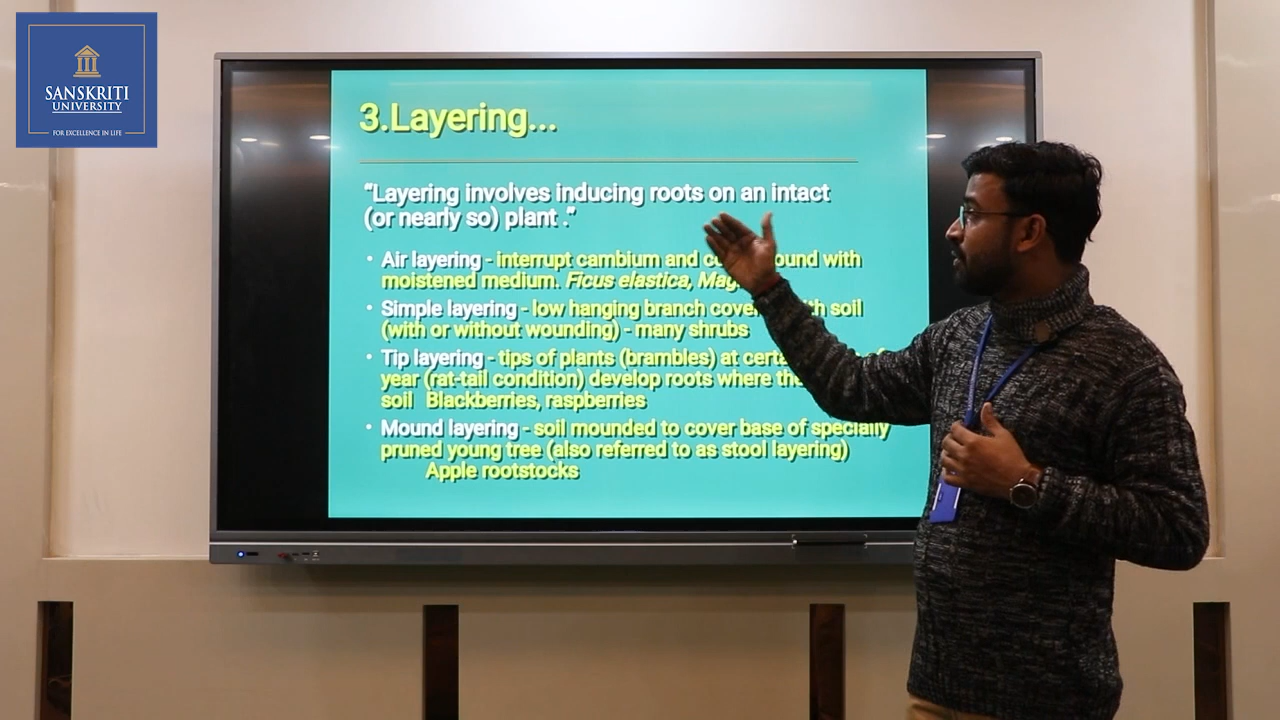 SANSKRITI
UNIVERSITY
FOR EXCELLENCE IN LIFE
3.Layering...
“Layering involves inducing roots on an intact
(or nearly so) plant .”
• Air layering - interrupt cambium and with
moistened medium. Ficus elastica,
• Simple layering - low hanging branch soil
(with or without wounding) - many shrubs
• Tip layering - tips of plants (brambles) at
year (rat-tail condition) develop roots where
soil Blackberries, raspberries
• Mound layering - soil mounded to cover base of specially
pruned young tree (also referred to as stool layering)
Apple rootstocks